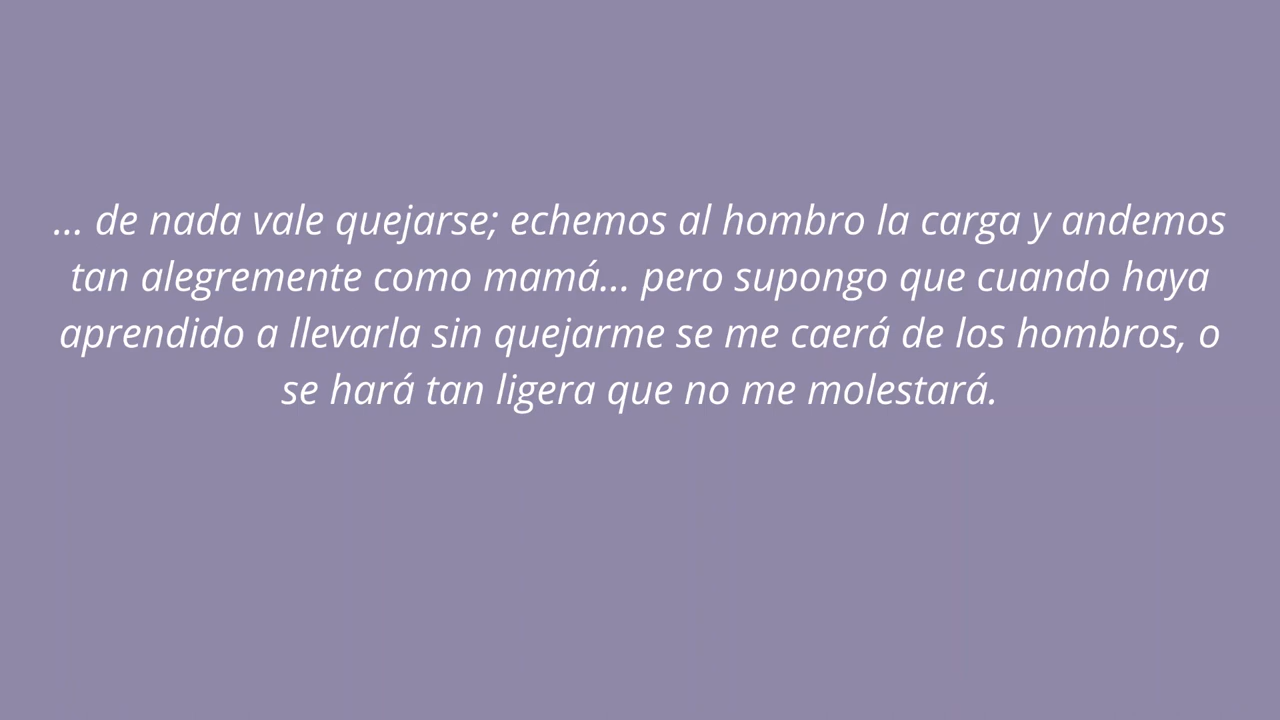 ... de nada vale quejarse; echemos al hombro la carga y andemos
tan alegremente como mamá... pero supongo que cuando haya
aprendido a llevarla sin quejarme se me caerá de los hombros, o
se hará tan ligera que no me molestará.